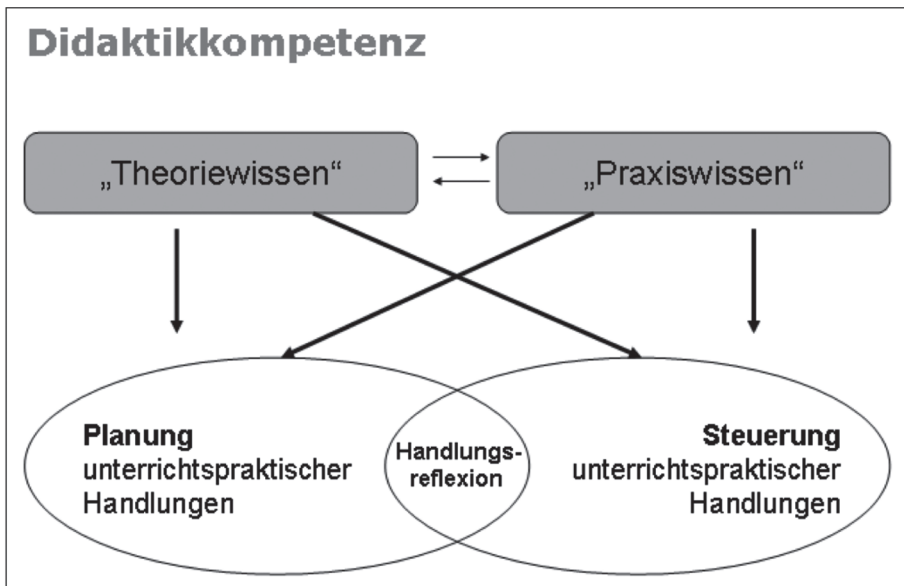 Didaktikkompetenz
„Theoriewissen“
„Praxiswissen“
Planung
unterrichtspraktischer
Handlungen
Handlungs-
reflexion
Steuerung
unterrichtspraktischer
Handlungen